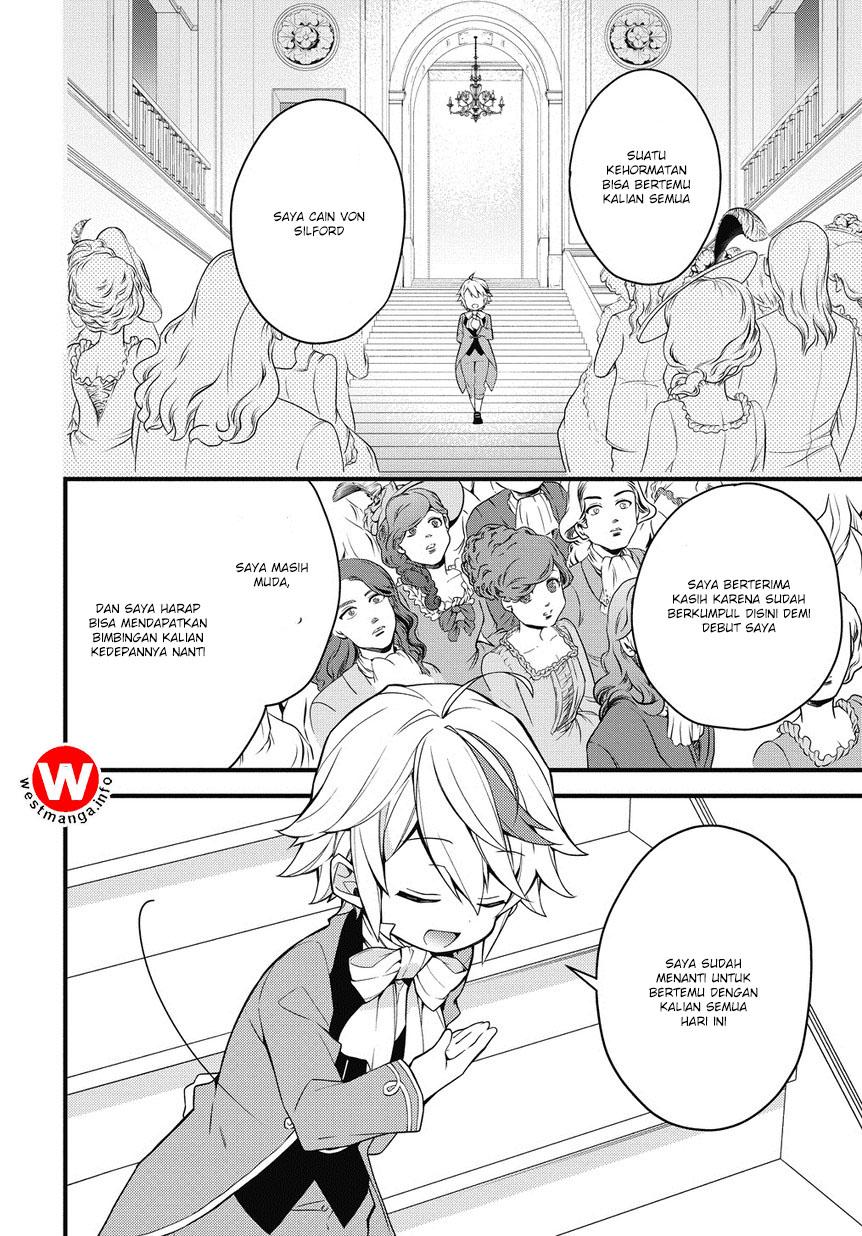 SUATU
KEHORMATAN
BISA BERTEMU
KALIAN SEMUA
SAYA CAIN VON
SILFORD
SAYA BERTERIMA
KASIH KARENA SUDAH
BERKUMPUL DISINI DEMI
DEBUT SAYA
SAYA MASIH
MUDA,
DAN SAYA HARAP
BISA MENDAPATKAN
BIMBINGAN KALIAN
KEDEPANNYA NANTI
W
westmanga.info
SAYA SUDAH
MENANTI UNTUK
BERTEMU DENGAN
KALIAN SEMUA
HARI INI